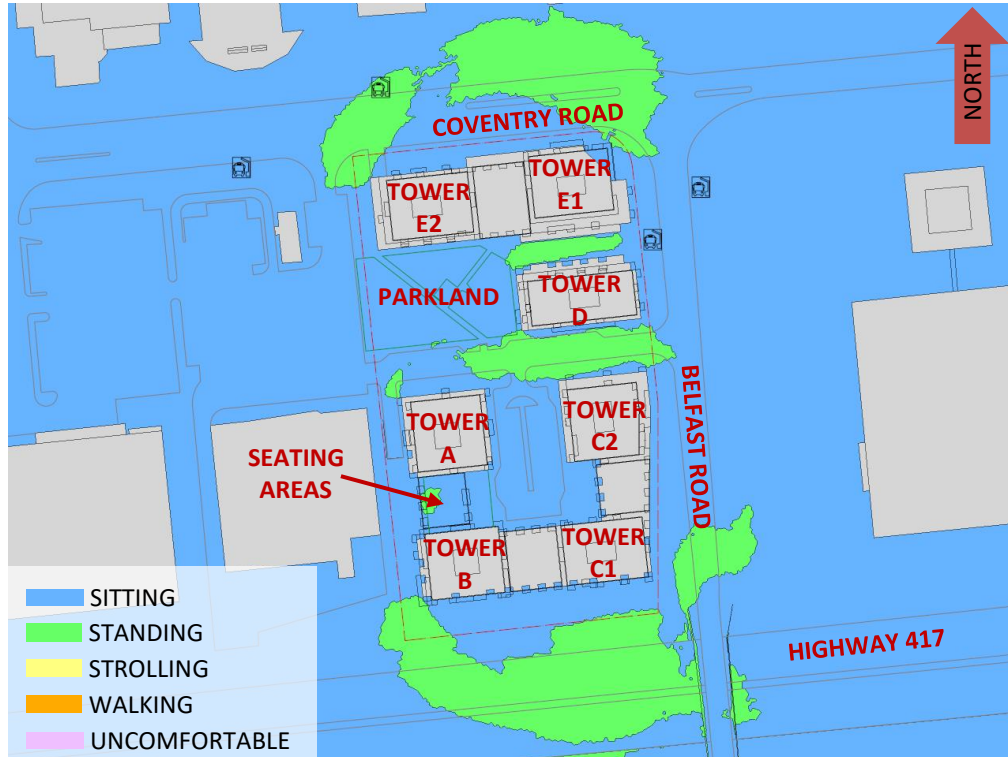 NORTH
COVENTRY ROAD
TOWER
E2
TOWER
E1
PARKLAND
TOWER
D
BELFAST ROAD
TOWER
A
TOWER
C2
SEATING
AREAS
TOWER
B
TOWER
C1
HIGHWAY 417
SITTING
STANDING
STROLLING
WALKING
UNCOMFORTABLE